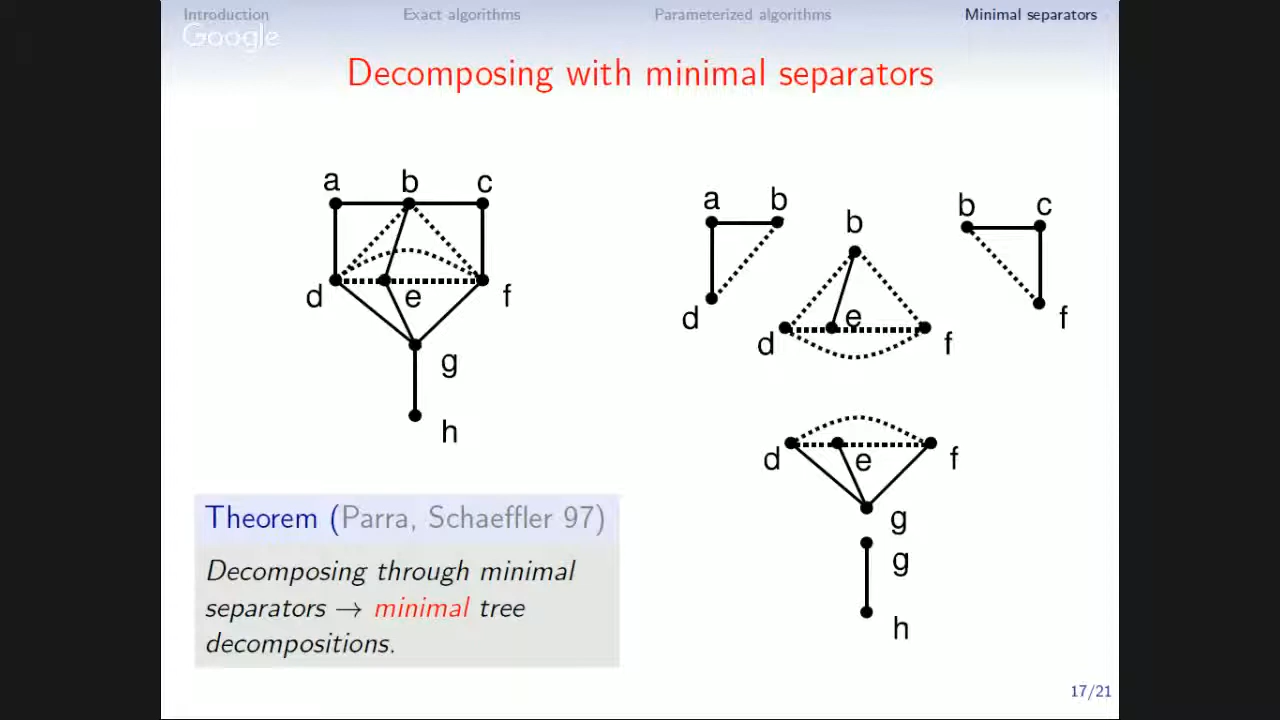 Introduction Exact algorithms Parameterized algorithms Minimal separators
Google
Decomposing with minimal separators
a b c
d e f
g
h
a b
d
b
d e f
b c
f
d e f
g
g
h
Theorem (Parra, Schaeffler 97)
Decomposing through minimal
separators → minimal tree
decompositions.
17/21